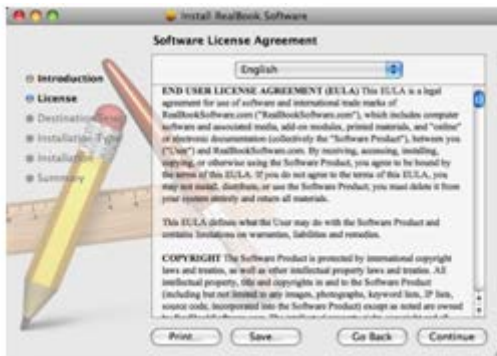 Install RealBook Software
Software License Agreement
English
Introduction
License
Destination
Installation Type
Installation
Summary
END USER LICENSE AGREEMENT (EULA) This EULA is a legal
agreement for use of software and international trade marks of
RealBookSoftware.com ("RealBookSoftware.com"), which includes computer
software and associated media, add-on modules, printed materials, and "online"
or electronic documentation (collectively the "Software Product"), between you
("User") and RealBookSoftware.com. By receiving, accessing, installing,
copying, or otherwise using the Software Product, you agree to be bound by
the terms of this EULA. If you do not agree to the terms of this EULA, you
may not install, distribute, or use the Software Product; you must delete it from
your system entirely and return all materials.
This EULA defines what the User may do with the Software Product and
contains limitations on warranties, liabilities and remedies.
COPYRIGHT The Software Product is protected by international copyright
laws and treaties, as well as other intellectual property laws and treaties. All
intellectual property, title and copyrights in and to the Software Product
(including but not limited to any images, photographs, keyword lists, IP lists,
source code, incorporated into the Software Product) except as noted are owned
Print...
Save...
Go Back
Continue